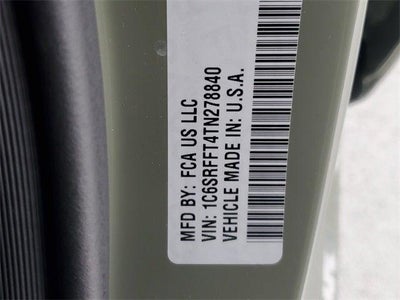 MFD BY: FCA US LLC
VIN: 1C6SRFFT4TN278840
VEHICLE MADE IN: U.S.A.